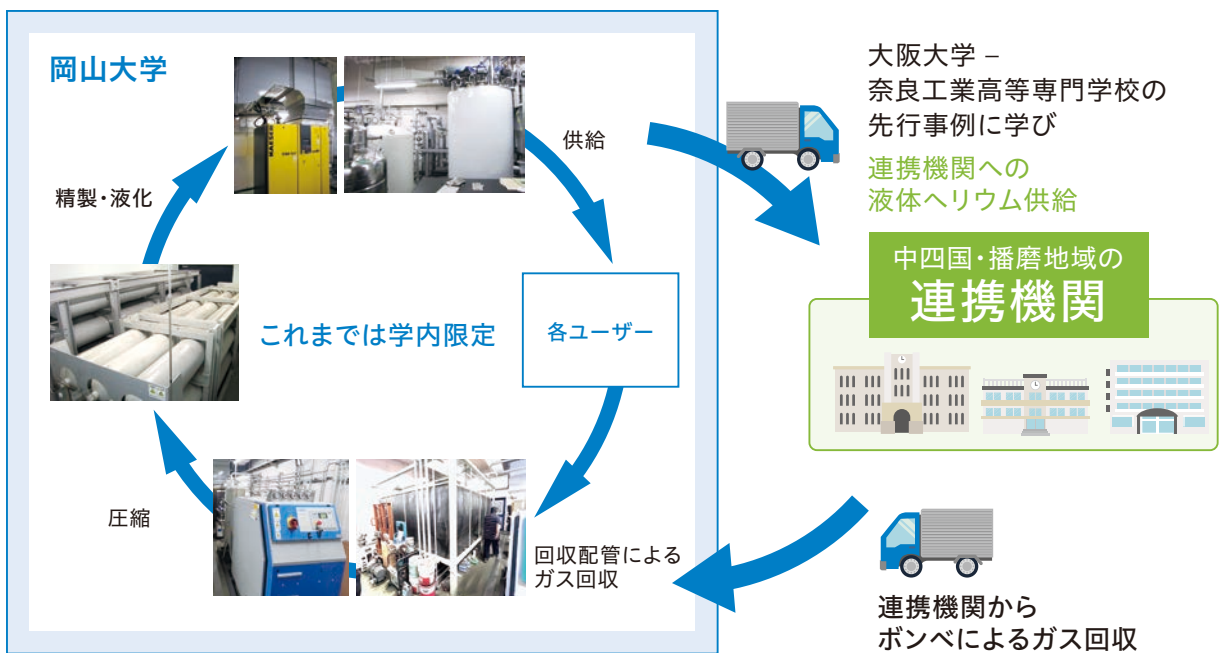 岡山大学
精製・液化
供給
これまでは学内限定
各ユーザー
圧縮
回収配管による
ガス回収
大阪大学 –
奈良工業高等専門学校の
先行事例に学び
連携機関への
液体ヘリウム供給
中四国・播磨地域の
連携機関
連携機関から
ボンベによるガス回収